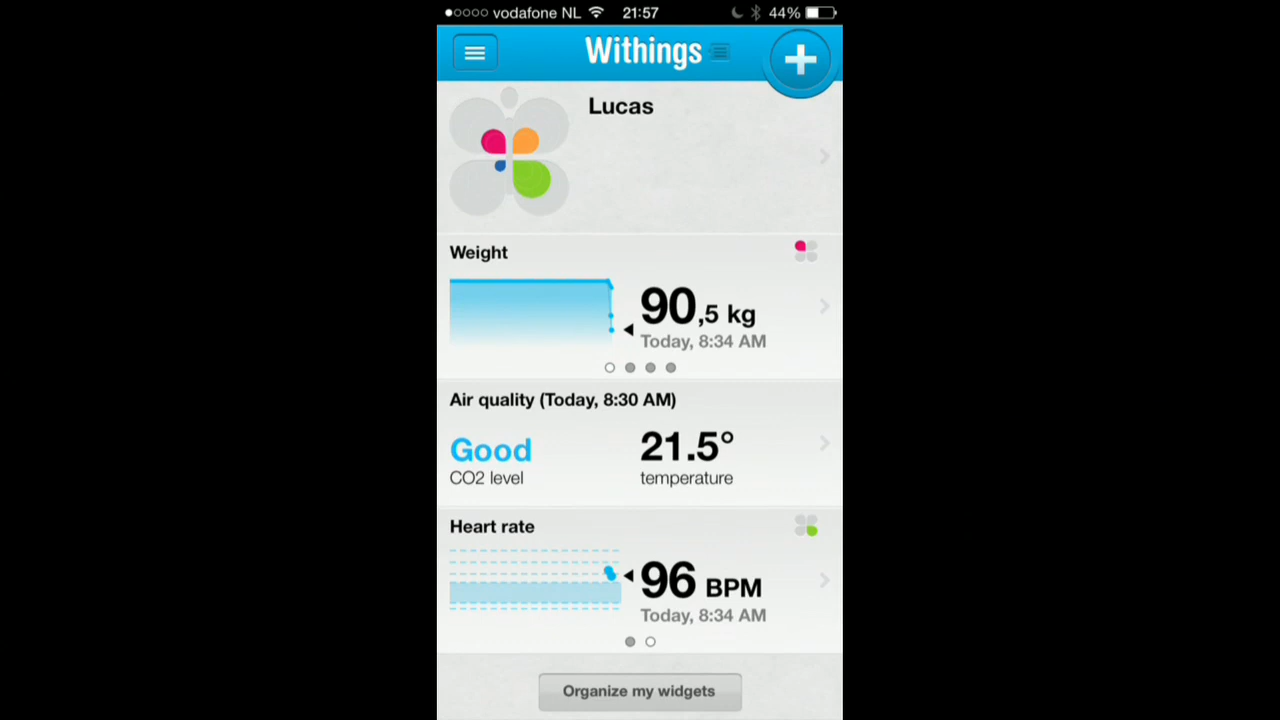 vodafone NL 21:57 44%
Withings
Lucas
Weight
90,5 kg
Today, 8:34 AM
Air quality (Today, 8:30 AM)
Good 21.5°
CO2 level temperature
Heart rate
96 BPM
Today, 8:34 AM
Organize my widgets